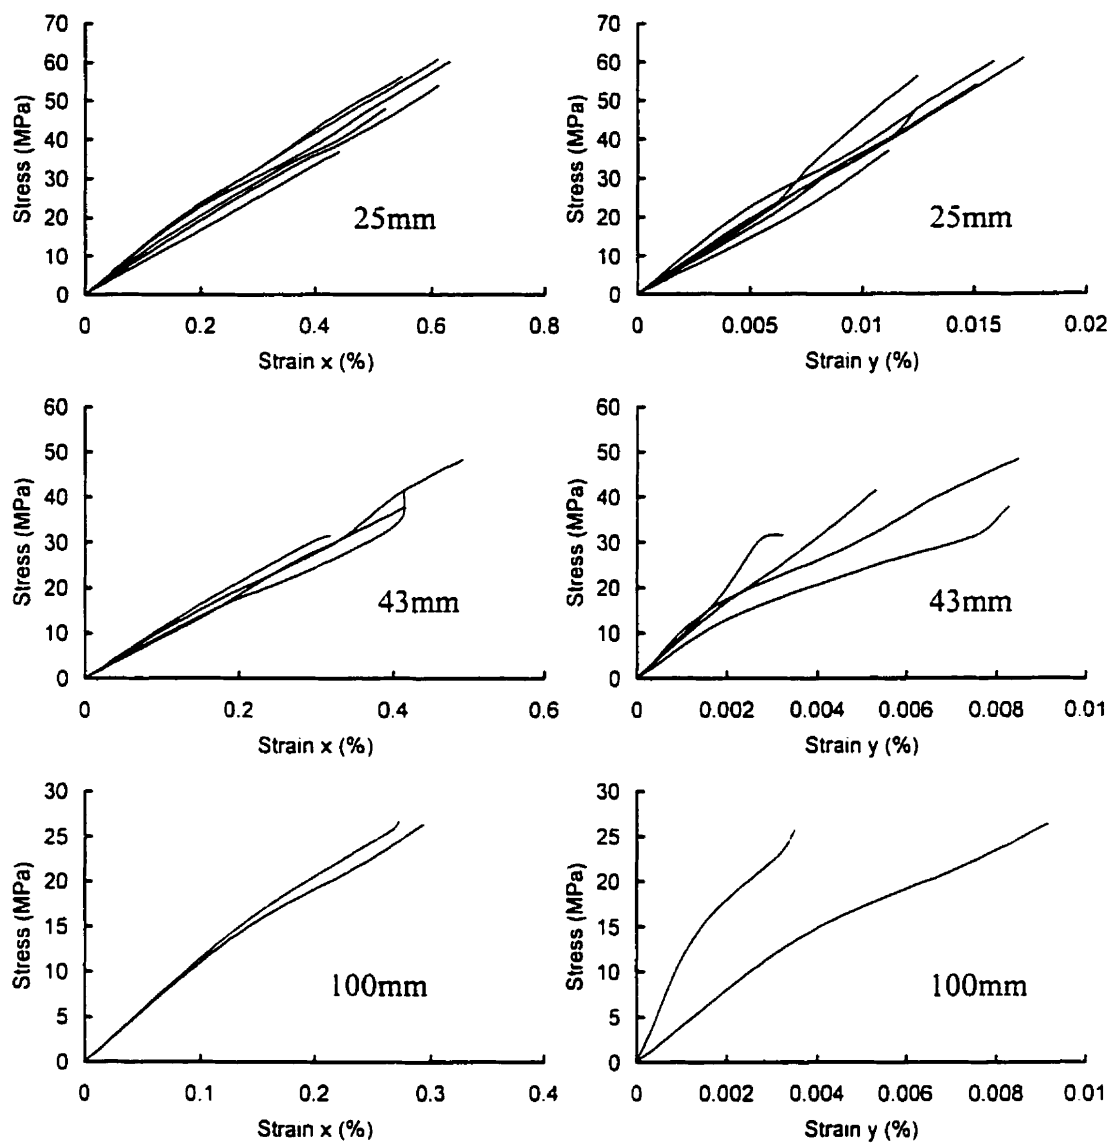 70
60
50
40
30
20
10
0
Stress (MPa)
25mm
0 0.2 0.4 0.6 0.8
Strain x (%)
70
60
50
40
30
20
10
0
Stress (MPa)
25mm
0 0.005 0.01 0.015 0.02
Strain y (%)
60
50
40
30
20
10
0
Stress (MPa)
43mm
0 0.2 0.4 0.6
Strain x (%)
60
50
40
30
20
10
0
Stress (MPa)
43mm
0 0.002 0.004 0.006 0.008 0.01
Strain y (%)
30
25
20
15
10
5
0
Stress (MPa)
100mm
0 0.1 0.2 0.3 0.4
Strain x (%)
30
25
20
15
10
5
0
Stress (MPa)
100mm
0 0.002 0.004 0.006 0.008 0.01
Strain y (%)